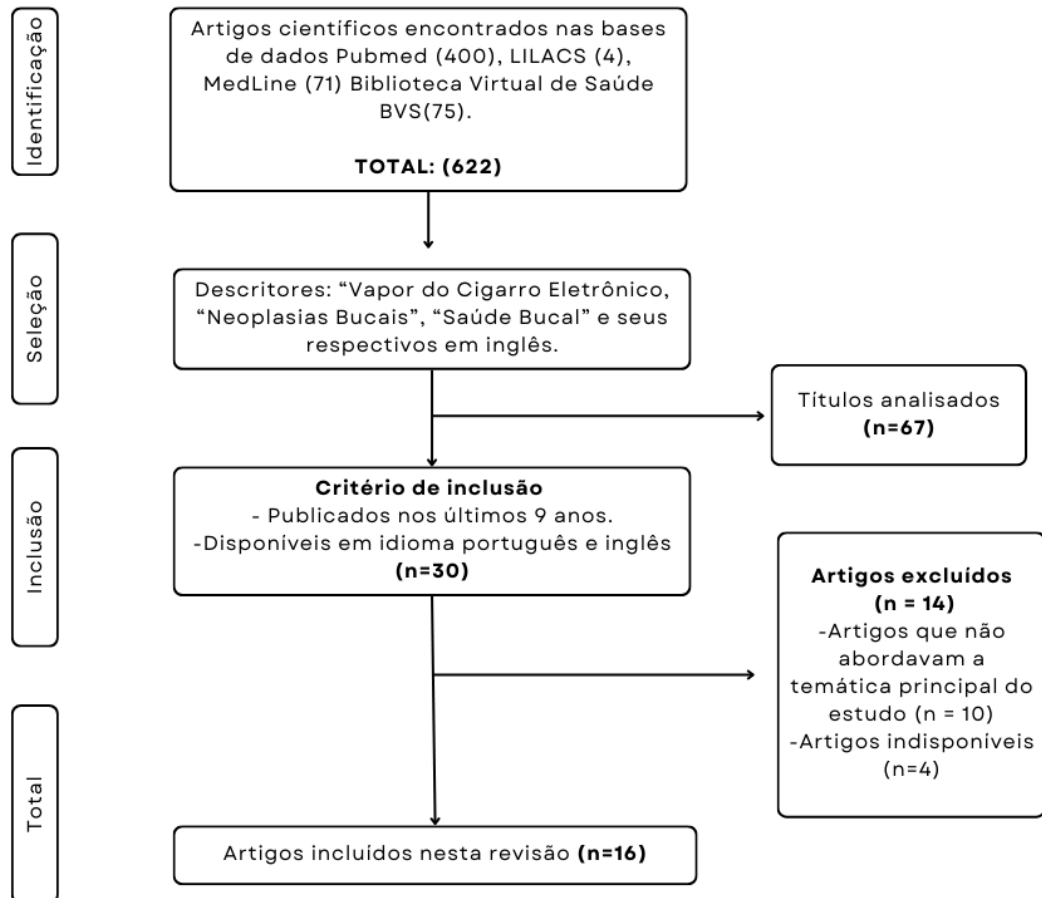 Identificação
Artigos científicos encontrados nas bases
de dados Pubmed (400), LILACS (4),
MedLine (71) Biblioteca Virtual de Saúde
BVS(75).
TOTAL: (622)
Seleção
Descritores: “Vapor do Cigarro Eletrônico,
“Neoplasias Bucais”, “Saúde Bucal” e seus
respectivos em inglês.
Títulos analisados
(n=67)
Inclusão
Critério de inclusão
- Publicados nos últimos 9 anos.
-Disponíveis em idioma português e inglês
(n=30)
Artigos excluídos
(n = 14)
-Artigos que não
abordavam a
temática principal do
estudo (n = 10)
-Artigos indisponíveis
(n=4)
Total
Artigos incluídos nesta revisão (n=16)